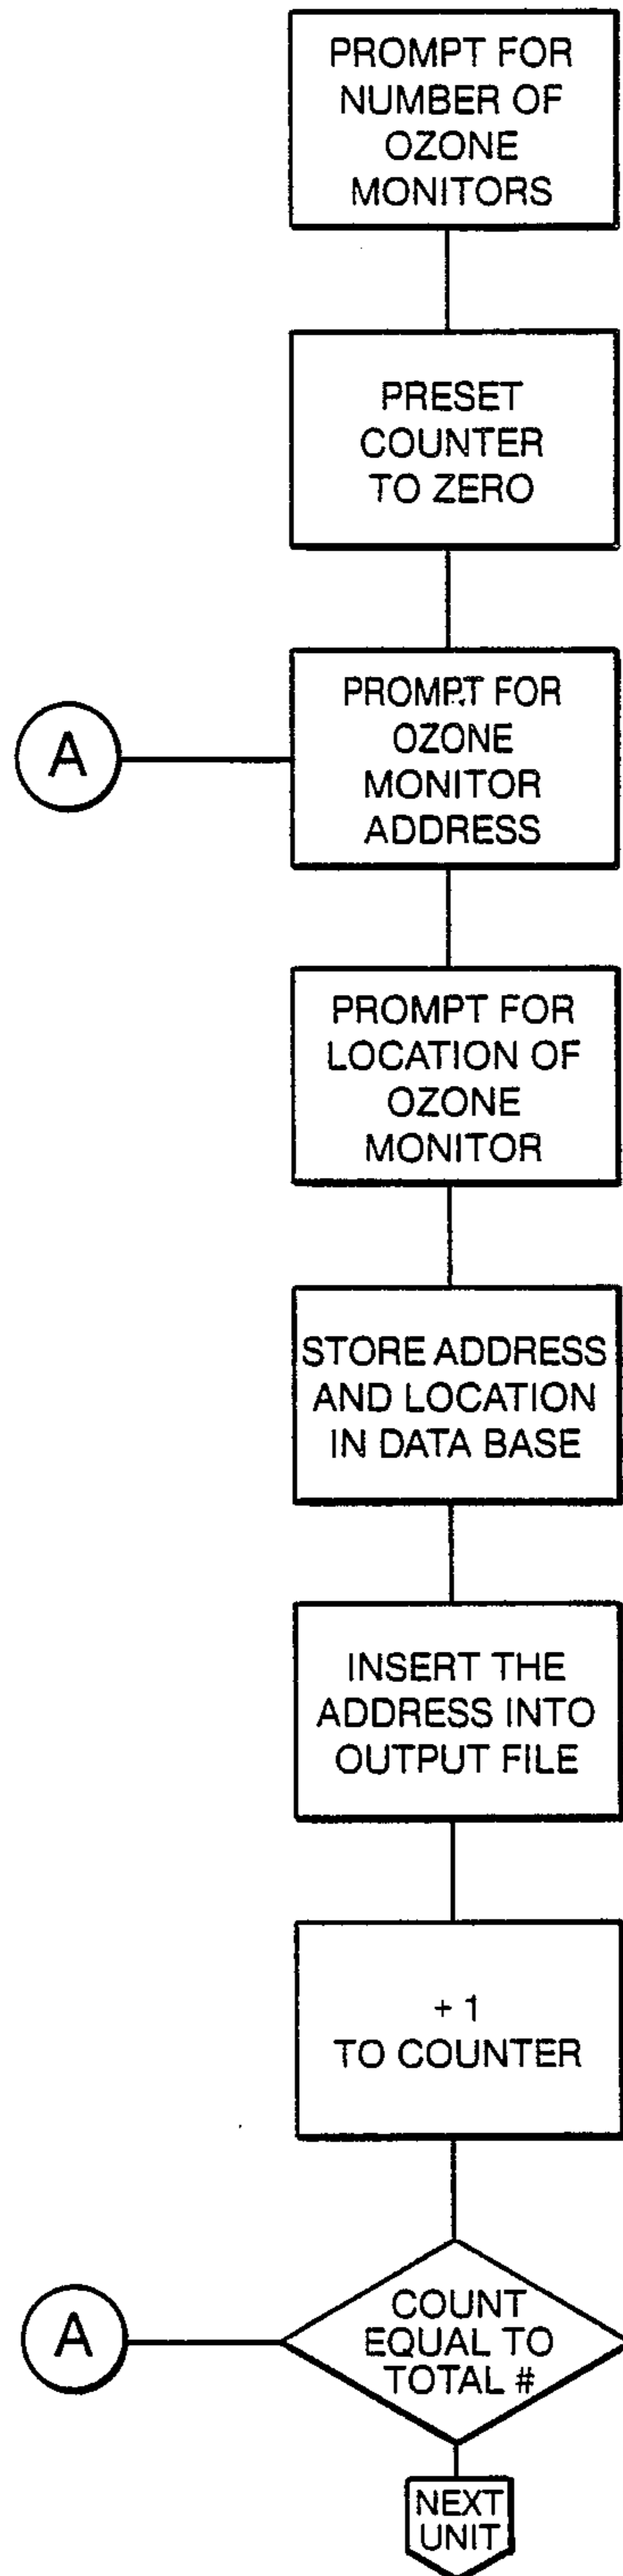 PROMPT FOR
NUMBER OF
OZONE
MONITORS
PRESET
COUNTER
TO ZERO
A
PROMPT FOR
OZONE
MONITOR
ADDRESS
PROMPT FOR
LOCATION OF
OZONE
MONITOR
STORE ADDRESS
AND LOCATION
IN DATA BASE
INSERT THE
ADDRESS INTO
OUTPUT FILE
+ 1
TO COUNTER
A
COUNT
EQUAL TO
TOTAL #
NEXT
UNIT